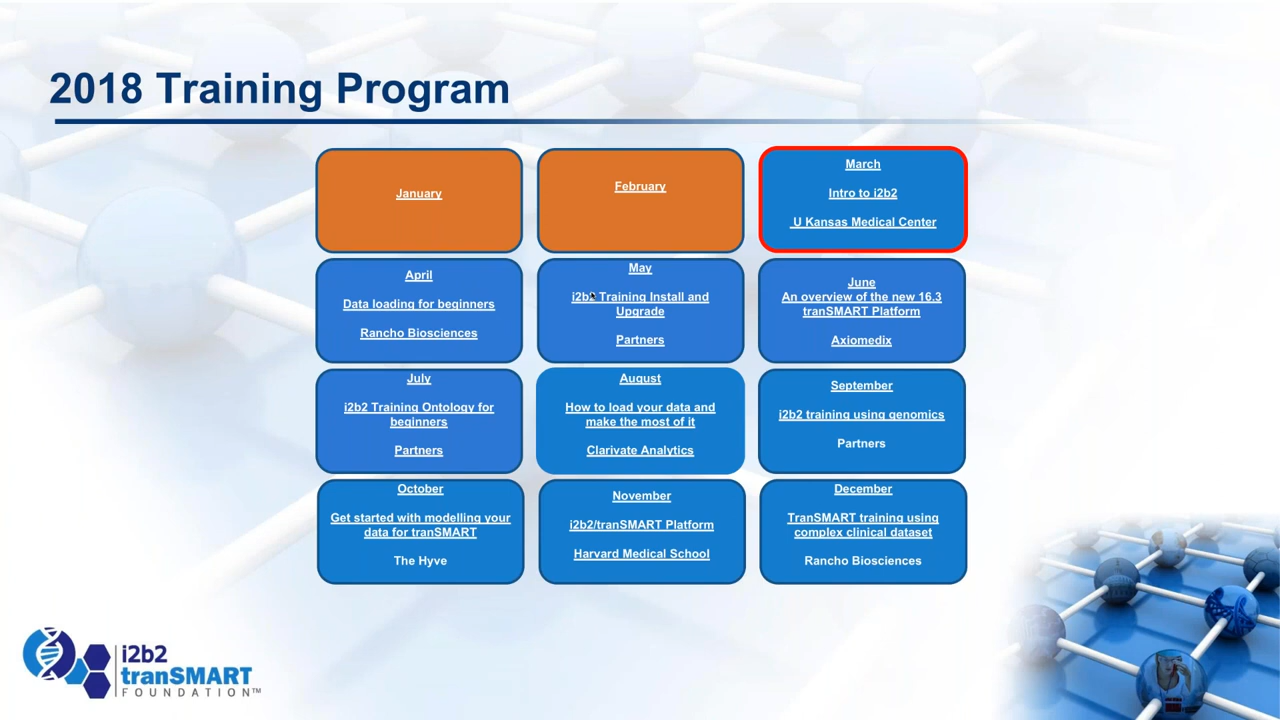 2018 Training Program
January
February
March
Intro to i2b2
U Kansas Medical Center
April
Data loading for beginners
Rancho Biosciences
May
i2b2 Training Install and
Upgrade
Partners
June
An overview of the new 16.3
tranSMART Platform
Axiomedix
July
i2b2 Training Ontology for
beginners
Partners
August
How to load your data and
make the most of it
Clarivate Analytics
September
i2b2 training using genomics
Partners
October
Get started with modelling your
data for tranSMART
The Hyve
November
i2b2/tranSMART Platform
Harvard Medical School
December
TranSMART training using
complex clinical dataset
Rancho Biosciences
i2b2
tranSMART
FOUNDATION™